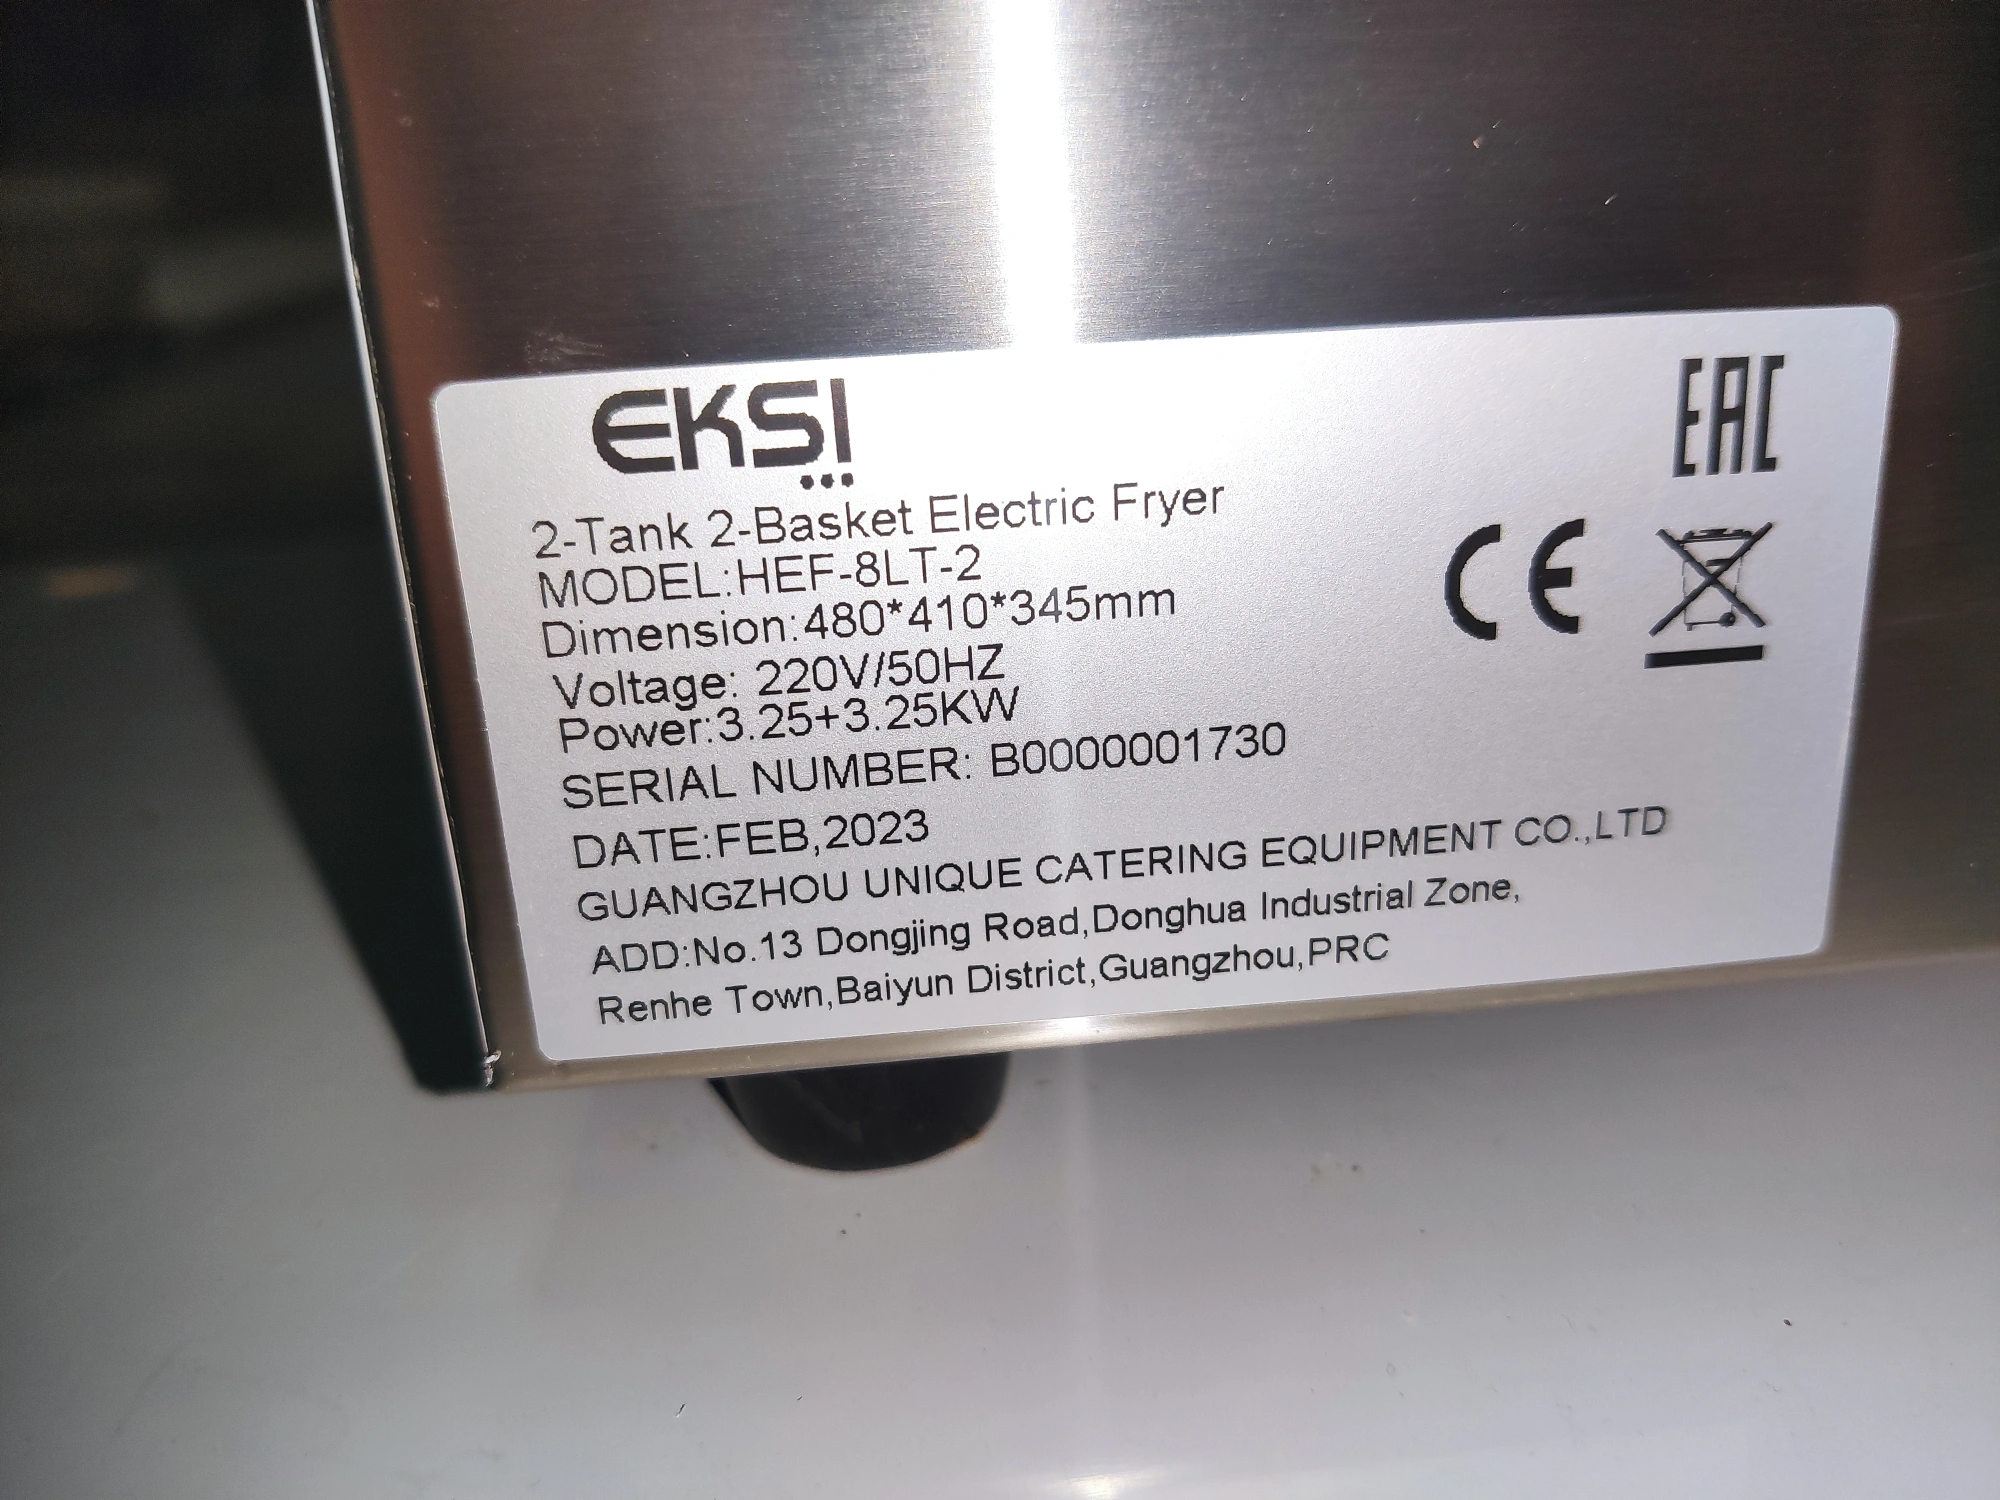 EKSI
EAC
2-Tank 2-Basket Electric Fryer
MODEL:HEF-8LT-2
CE
Dimension:480*410*345mm
Voltage: 220V/50HZ
Power:3.25+3.25KW
SERIAL NUMBER: B0000001730
DATE:FEB,2023
GUANGZHOU UNIQUE CATERING EQUIPMENT CO.,LTD
ADD:No.13 Dongjing Road,Donghua Industrial Zone,
Renhe Town,Baiyun District,Guangzhou,PRC